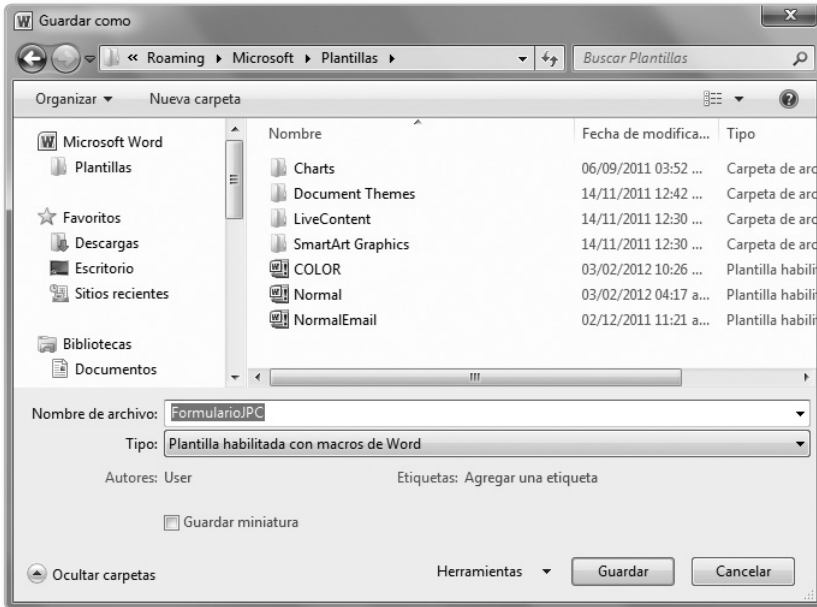 Guardar como
« Roaming ▸ Microsoft ▸ Plantillas ▸ Buscar Plantillas
Organizar Nueva carpeta
Microsoft Word
Plantillas
Favoritos
Descargas
Escritorio
Sitios recientes
Bibliotecas
Documentos
Nombre Fecha de modifica... Tipo
Charts 06/09/2011 03:52 ... Carpeta de arc
Document Themes 14/11/2011 12:42 ... Carpeta de arc
LiveContent 14/11/2011 12:30 ... Carpeta de arc
SmartArt Graphics 14/11/2011 12:30 ... Carpeta de arc
COLOR 03/02/2012 10:26 ... Plantilla habili
Normal 03/02/2012 04:17 a... Plantilla habili
NormalEmail 02/12/2011 11:21 a... Plantilla habili
Nombre de archivo: FormularioJPC
Tipo: Plantilla habilitada con macros de Word
Autores: User Etiquetas: Agregar una etiqueta
Guardar miniatura
Ocultar carpetas Herramientas Guardar Cancelar